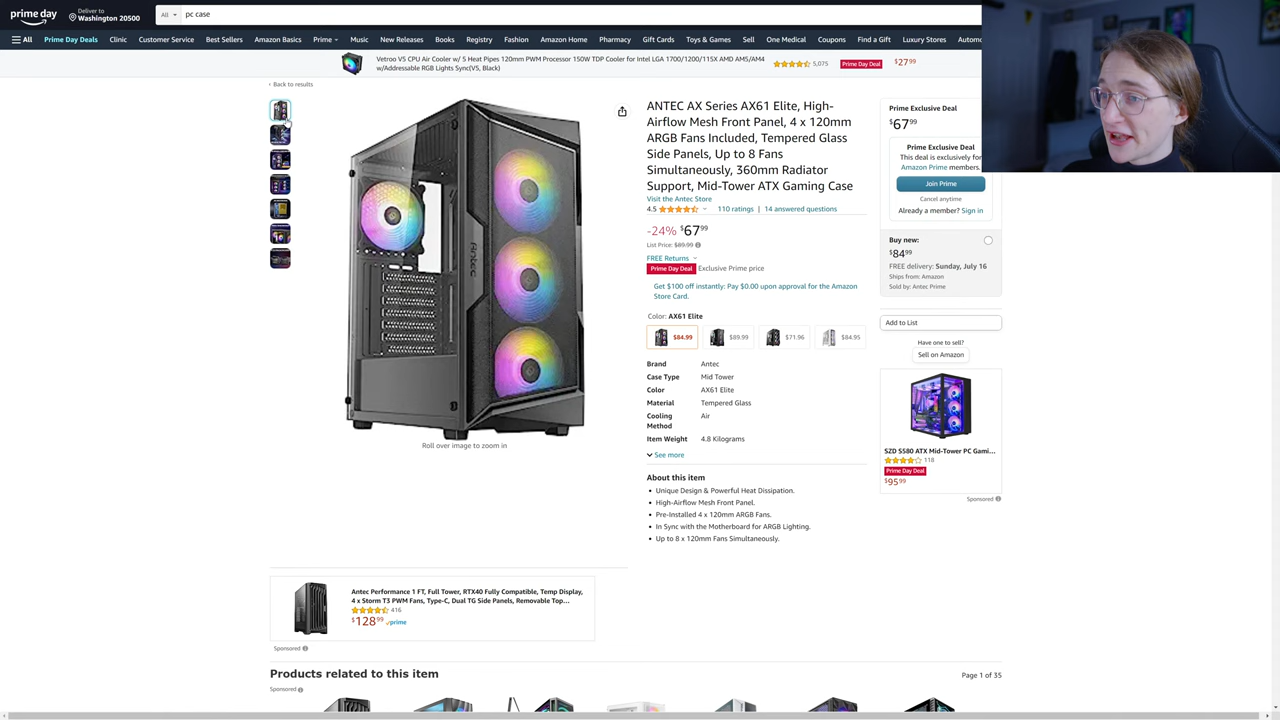 prime day
Deliver to
Washington 20500
All
pc case
All
Prime Day Deals
Clinic
Customer Service
Best Sellers
Amazon Basics
Prime
Music
New Releases
Books
Registry
Fashion
Amazon Home
Pharmacy
Gift Cards
Toys & Games
Sell
One Medical
Coupons
Find a Gift
Luxury Stores
Automo
Vetroo V5 CPU Air Cooler w/ 5 Heat Pipes 120mm PWM Processor 150W TDP Cooler for Intel LGA 1700/1200/115X AMD AM5/AM4
w/Addressable RGB Lights Sync(V5, Black)
5,075
Prime Day Deal
$27.99
‹ Back to results
ANTEC
Roll over image to zoom in
ANTEC AX Series AX61 Elite, High-
Airflow Mesh Front Panel, 4 x 120mm
ARGB Fans Included, Tempered Glass
Side Panels, Up to 8 Fans
Simultaneously, 360mm Radiator
Support, Mid-Tower ATX Gaming Case
Visit the Antec Store
4.5
110 ratings | 14 answered questions
-24% $67.99
List Price: $89.99
FREE Returns
Prime Day Deal Exclusive Prime price
Get $100 off instantly: Pay $0.00 upon approval for the Amazon
Store Card.
Color: AX61 Elite
$84.99
$89.99
$71.96
$84.95
Brand Antec
Case Type Mid Tower
Color AX61 Elite
Material Tempered Glass
Cooling Air
Method
Item Weight 4.8 Kilograms
See more
About this item
• Unique Design & Powerful Heat Dissipation.
• High-Airflow Mesh Front Panel.
• Pre-Installed 4 x 120mm ARGB Fans.
• In Sync with the Motherboard for ARGB Lighting.
• Up to 8 x 120mm Fans Simultaneously.
Prime Exclusive Deal
$67.99
Prime Exclusive Deal
This deal is exclusively for
Amazon Prime members.
Join Prime
Cancel anytime
Already a member? Sign in
Buy new:
$84.99
FREE delivery: Sunday, July 16
Ships from: Amazon
Sold by: Antec Prime
Add to List
Have one to sell?
Sell on Amazon
SZD S580 ATX Mid-Tower PC Gami...
118
Prime Day Deal
$95.99
Sponsored
Antec Performance 1 FT, Full Tower, RTX40 Fully Compatible, Temp Display,
4 x Storm T3 PWM Fans, Type-C, Dual TG Side Panels, Removable Top...
416
$128.99 prime
Sponsored
Products related to this item
Page 1 of 35
Sponsored